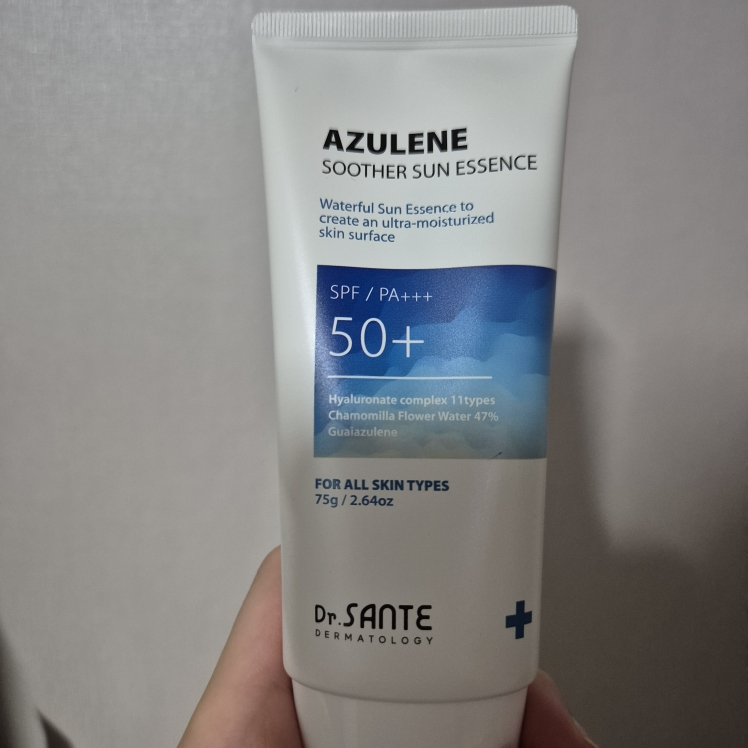 AZULENE
SOOTHER SUN ESSENCE
Waterful Sun Essence to
create an ultra-moisturized
skin surface
SPF / PA+++
50+
Hyaluronate complex 11types
Chamomilla Flower Water 47%
Guaiazulene
FOR ALL SKIN TYPES
75g / 2.64oz
Dr.SANTE
DERMATOLOGY